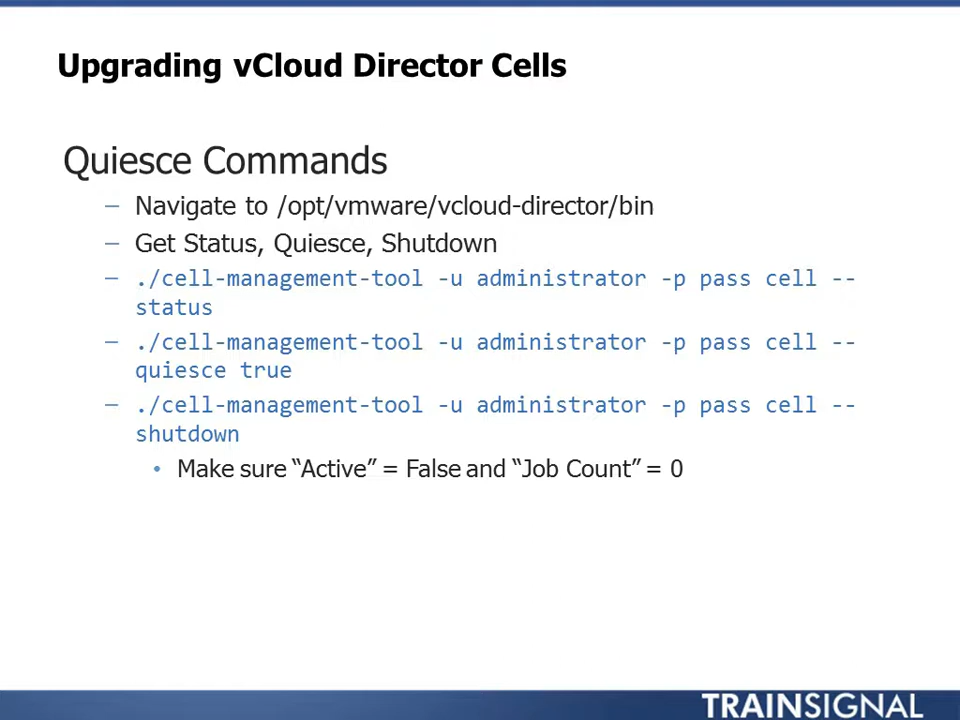 Upgrading vCloud Director Cells
Quiesce Commands
– Navigate to /opt/vmware/vcloud-director/bin
– Get Status, Quiesce, Shutdown
– ./cell-management-tool -u administrator -p pass cell --
status
– ./cell-management-tool -u administrator -p pass cell --
quiesce true
– ./cell-management-tool -u administrator -p pass cell --
shutdown
• Make sure “Active” = False and “Job Count” = 0
TRAINSIGNAL